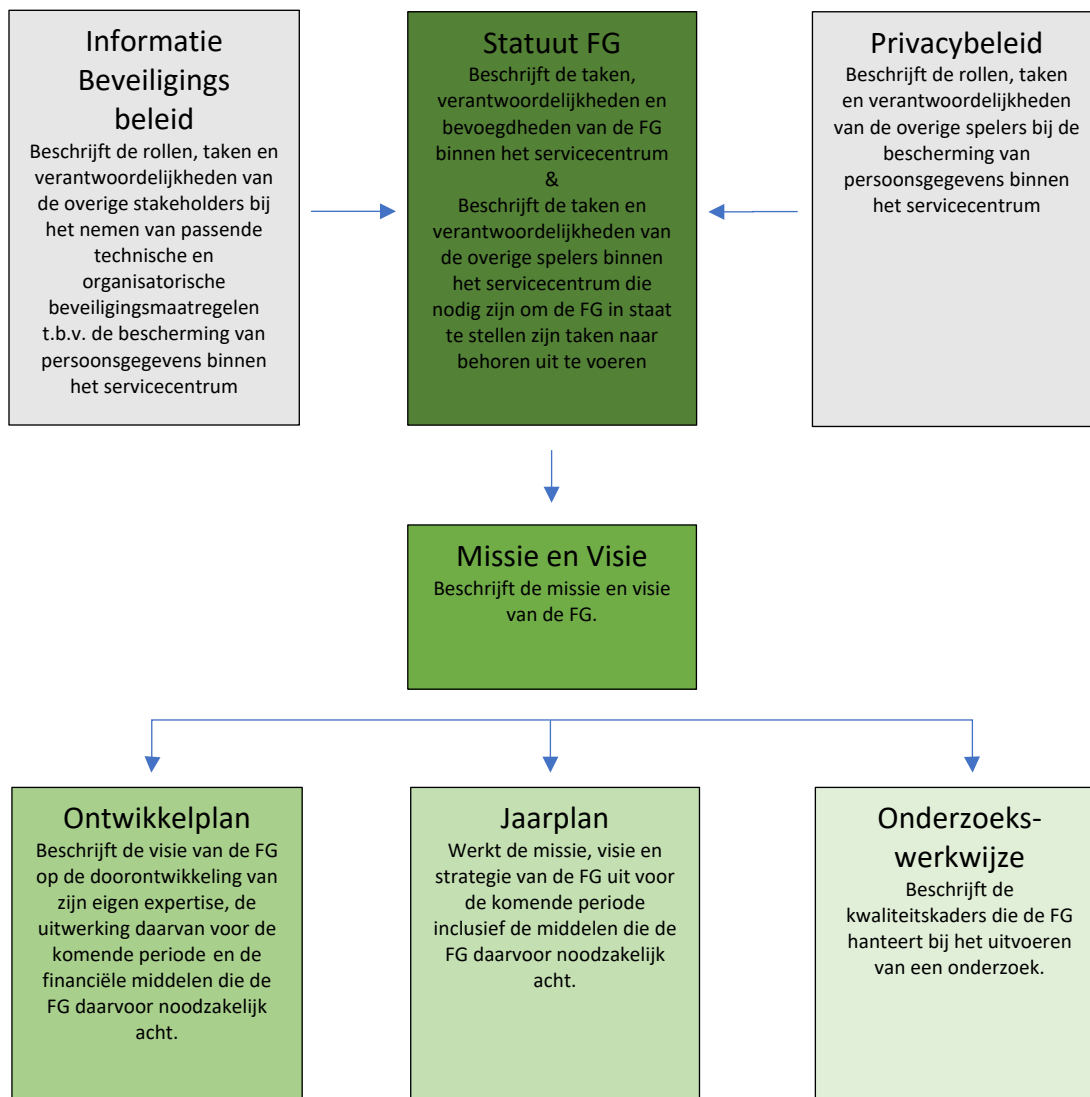 Informatie
Beveiligings
beleid
Beschrijft de rollen, taken en
verantwoordelijkheden van
de overige stakeholders bij
het nemen van passende
technische en
organisatorische
beveiligingsmaatregelen
t.b.v. de bescherming van
persoonsgegevens binnen
het servicecentrum
Statuut FG
Beschrijft de taken,
verantwoordelijkheden en
bevoegdheden van de FG
binnen het servicecentrum
&
Beschrijft de taken en
verantwoordelijkheden van
de overige spelers binnen
het servicecentrum die
nodig zijn om de FG in staat
te stellen zijn taken naar
behoren uit te voeren
Privacybeleid
Beschrijft de rollen, taken
en verantwoordelijkheden
van de overige spelers bij de
bescherming van
persoonsgegevens binnen
het servicecentrum
Missie en Visie
Beschrijft de missie en visie
van de FG.
Ontwikkelplan
Beschrijft de visie van de FG
op de doorontwikkeling van
zijn eigen expertise, de
uitwerking daarvan voor de
komende periode en de
financiële middelen die de
FG daarvoor noodzakelijk
acht.
Jaarplan
Werkt de missie, visie en
strategie van de FG uit voor
de komende periode
inclusief de middelen die de
FG daarvoor noodzakelijk
acht.
Onderzoeks-
werkwijze
Beschrijft de
kwaliteitskaders die de FG
hanteert bij het uitvoeren
van een onderzoek.